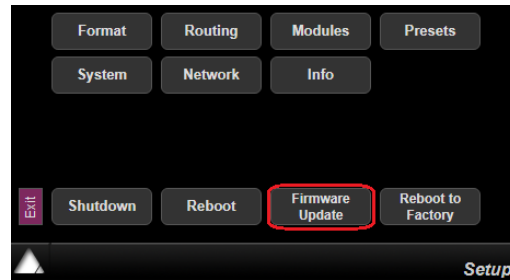 Format Routing Modules Presets
System Network Info
Exit Shutdown Reboot Firmware Update Reboot to Factory
Setup